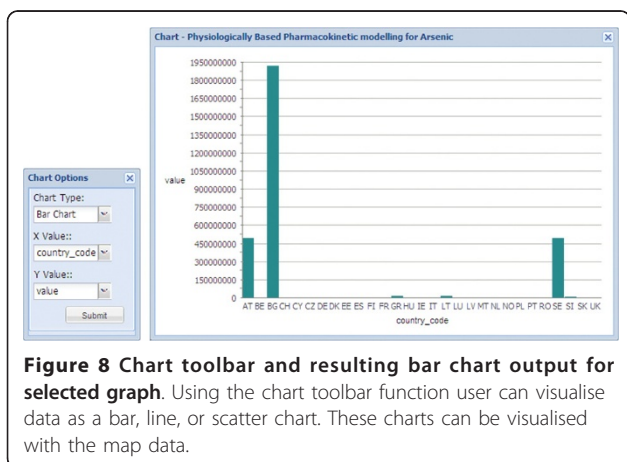 Chart - Physiologically Based Pharmacokinetic modelling for Arsenic
1950000000
1800000000
1650000000
1500000000
1350000000
1200000000
1050000000
900000000
750000000
600000000
450000000
300000000
150000000
0
value
AT BE BG CH CY CZ DE DK EE ES FI FR GR HU IE IT LT LU LV MT NL NO PL PT RO SE SI SK UK
country_code
Chart Options
Chart Type:
Bar Chart
X Value::
country_code
Y Value::
value
Submit
Figure 8 Chart toolbar and resulting bar chart output for
selected graph. Using the chart toolbar function user can visualise
data as a bar, line, or scatter chart. These charts can be visualised
with the map data.